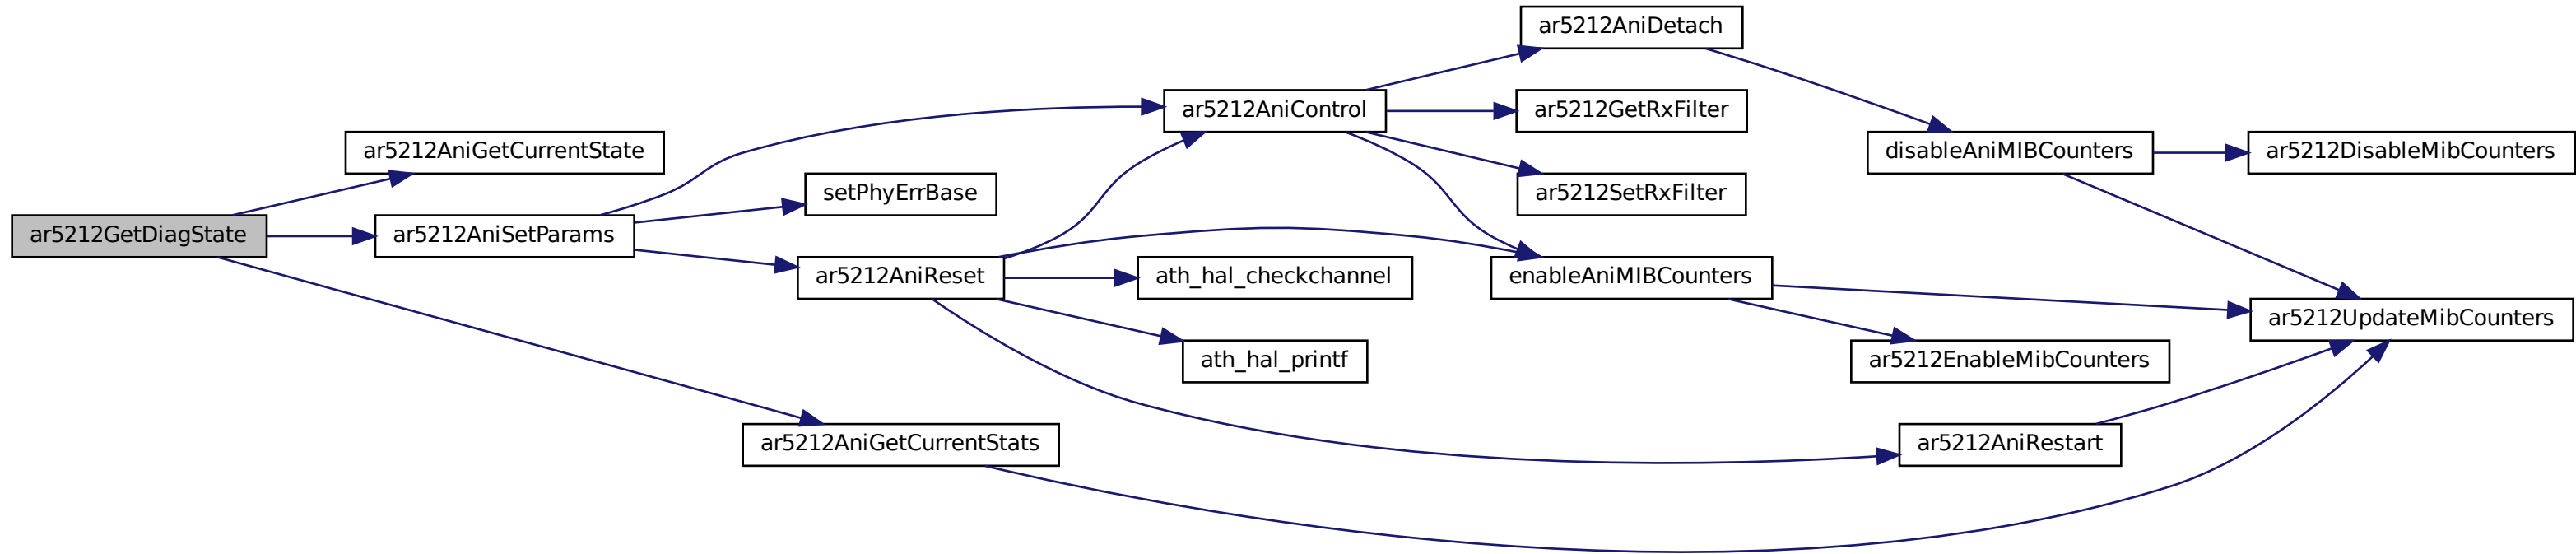 ar5212GetDiagState
ar5212AniGetCurrentState
ar5212AniSetParams
ar5212AniGetCurrentStats
setPhyErrBase
ar5212AniReset
ar5212AniControl
ath_hal_checkchannel
ath_hal_printf
ar5212AniDetach
ar5212GetRxFilter
ar5212SetRxFilter
enableAniMIBCounters
disableAniMIBCounters
ar5212EnableMibCounters
ar5212AniRestart
ar5212DisableMibCounters
ar5212UpdateMibCounters